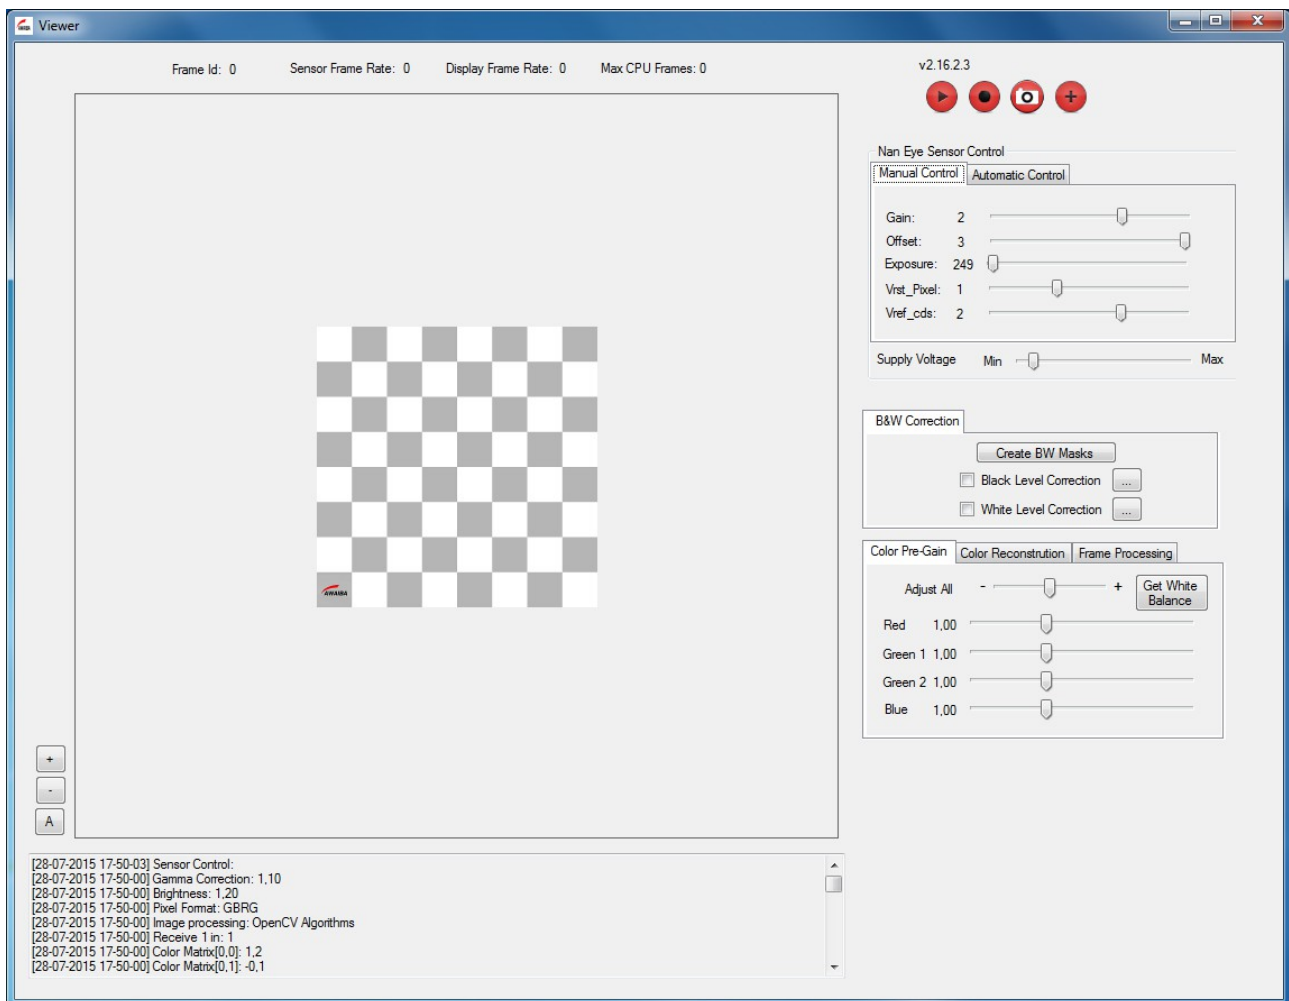 Viewer
Frame Id: 0 Sensor Frame Rate: 0 Display Frame Rate: 0 Max CPU Frames: 0
v2.16.2.3
Nan Eye Sensor Control
Manual Control Automatic Control
Gain: 2
Offset: 3
Exposure: 249
Vrst_Pixel: 1
Vref_cds: 2
Supply Voltage Min Max
B&W Correction
Create BW Masks
Black Level Correction ...
White Level Correction ...
Color Pre-Gain Color Reconstrution Frame Processing
Adjust All - + Get White
Balance
Red 1,00
Green 1 1,00
Green 2 1,00
Blue 1,00
AWAIBA
+
-
A
[28-07-2015 17-50-03] Sensor Control:
[28-07-2015 17-50-00] Gamma Correction: 1,10
[28-07-2015 17-50-00] Brightness: 1,20
[28-07-2015 17-50-00] Pixel Format: GBRG
[28-07-2015 17-50-00] Image processing: OpenCV Algorithms
[28-07-2015 17-50-00] Receive 1 in: 1
[28-07-2015 17-50-00] Color Matrix[0,0]: 1,2
[28-07-2015 17-50-00] Color Matrix[0,1]: -0,1